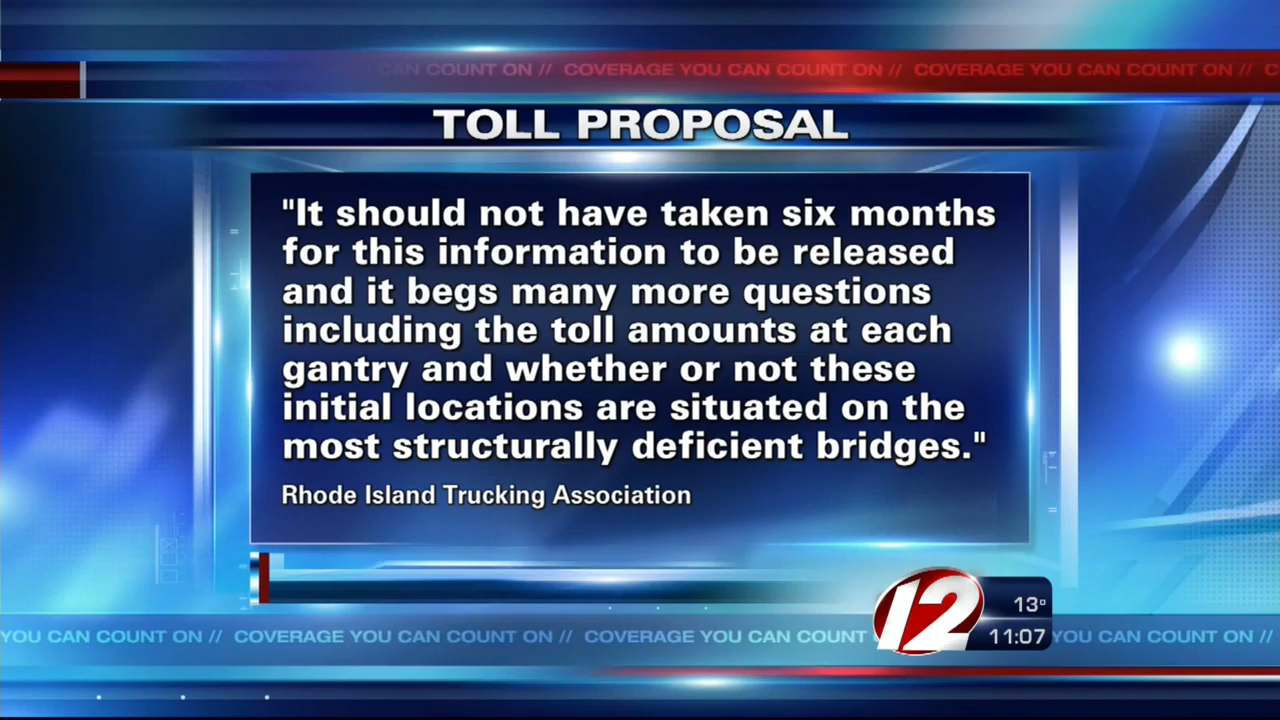 CAN COUNT ON // COVERAGE YOU CAN COUNT ON // COVERAGE YOU CAN COUNT ON // C
TOLL PROPOSAL
"It should not have taken six months
for this information to be released
and it begs many more questions
including the toll amounts at each
gantry and whether or not these
initial locations are situated on the
most structurally deficient bridges."
Rhode Island Trucking Association
12
13°
11:07
YOU CAN COUNT ON // COVERAGE YOU CAN COUNT ON // COVERAGE YOU CAN COUNT YOU CAN COUNT ON //